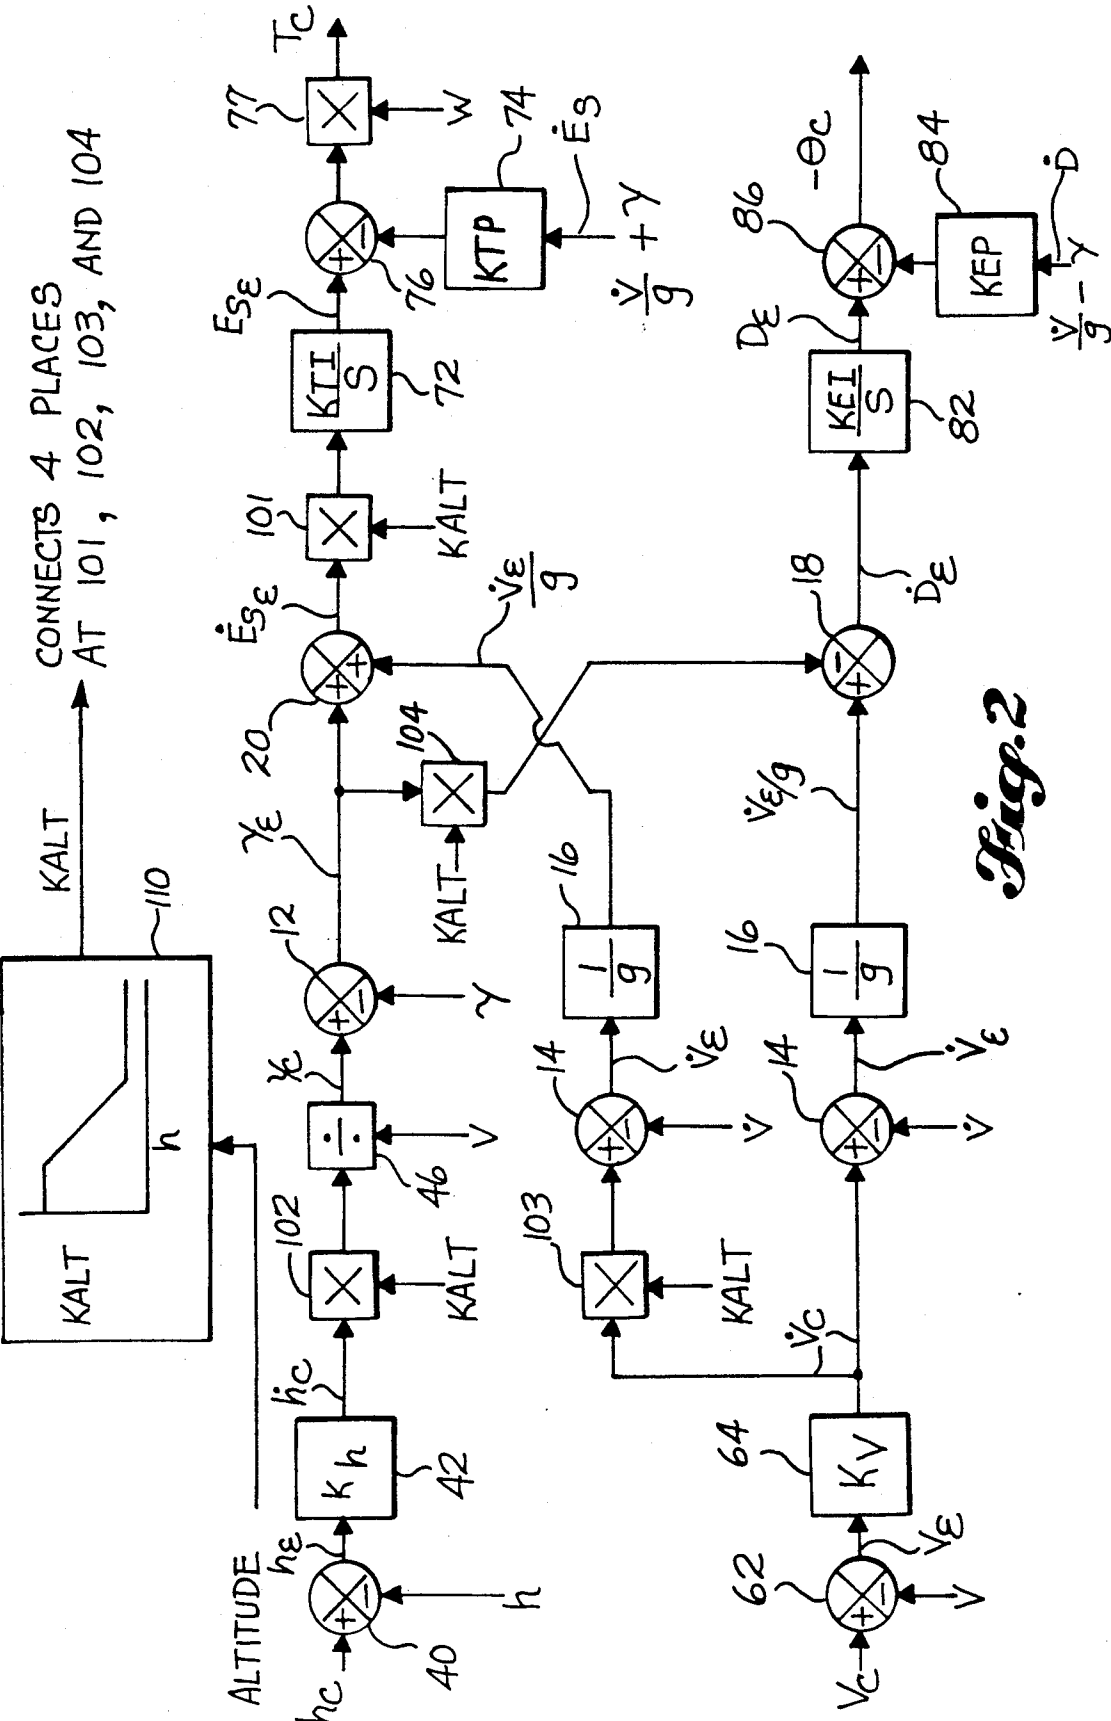 CONNECTS 4 PLACES
AT 101, 102, 103, AND 104
KALT
110
KALT
h
ALTITUDE
hc
+
−
40
h
hε
K h
42
ḣc
102
×
KALT
÷
46
V
γc
12
+
−
γ
γε
20
+
+
Ėsε
101
×
KALT
KTI
S
72
Esε
+
−
76
KTP
74
Ės
V̇/g + γ
77
×
W
Tc
104
×
KALT
V̇ε/g
103
×
KALT
14
+
−
V̇
V̇ε
16
1/g
Vc
62
+
−
V
Vε
64
KV
V̇c
14
+
−
V̇
V̇ε
16
1/g
V̇ε/g
18
+
−
Ḋε
KEI
S
82
Dε
86
+
−
KEP
84
Ḋ
V̇/g − γ
-θc
Fig.2